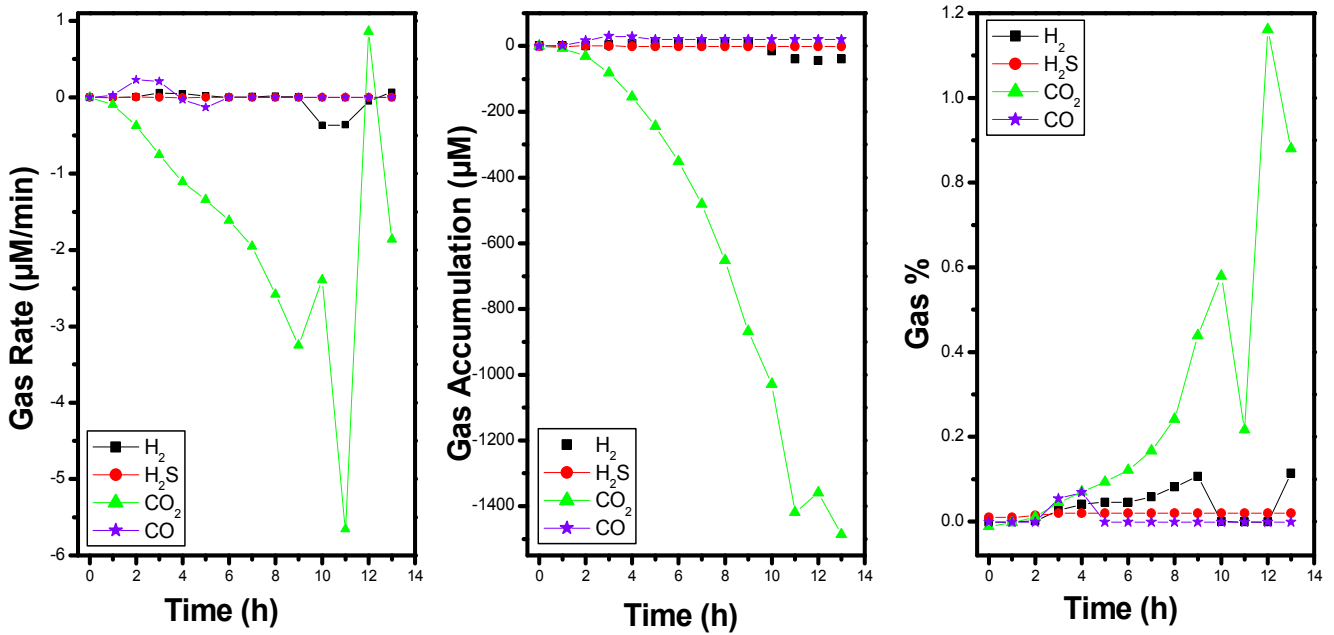 Gas Rate (µM/min)
1
0
-1
-2
-3
-4
-5
-6
0 2 4 6 8 10 12 14
Time (h)
H₂
H₂S
CO₂
CO
Gas Accumulation (µM)
0
-200
-400
-600
-800
-1000
-1200
-1400
0 2 4 6 8 10 12 14
Time (h)
H₂
H₂S
CO₂
CO
Gas %
1.2
1.0
0.8
0.6
0.4
0.2
0.0
0 2 4 6 8 10 12 14
Time (h)
H₂
H₂S
CO₂
CO